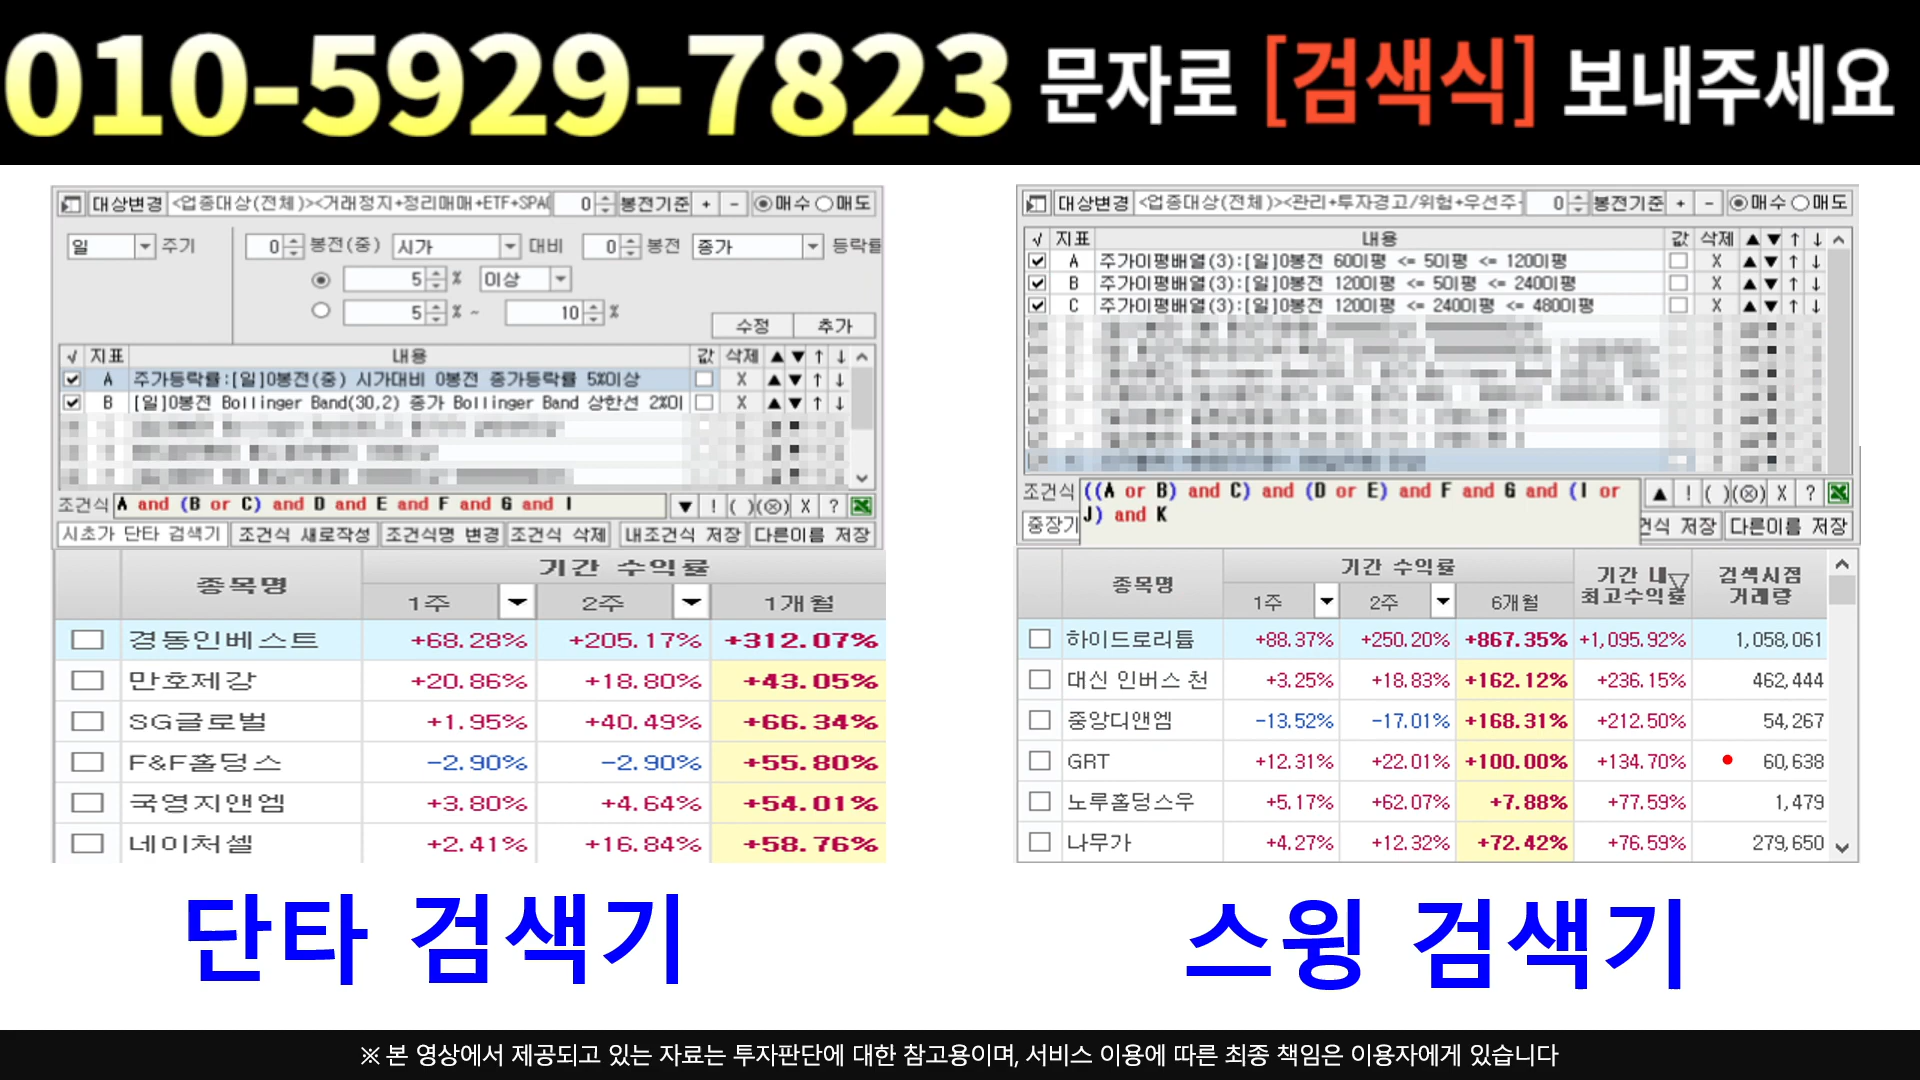 010-5929-7823 문자로 [검색식] 보내주세요
대상변경 <업종대상(전체)><거래정지+정리매매+ETF+SPA 0 봉전기준 + - 매수 매도
일 주기 0 봉전(중) 시가 대비 0 봉전 종가 등락률
5 % 이상
5 % ~ 10 %
수정 추가
√ 지표 내용 값 삭제 ▲ ▼ ↑ ↓
A 주가등락률:[일]0봉전(중) 시가대비 0봉전 종가등락률 5%이상 X ▲ ▼ ↑ ↓
B [일]0봉전 Bollinger Band(30,2) 종가 Bollinger Band 상한선 2%이 X ▲ ▼ ↑ ↓
조건식 A and (B or C) and D and E and F and G and I ▼ ! ( ) (⊗) X ?
시초가 단타 검색기 조건식 새로작성 조건식명 변경 조건식 삭제 내조건식 저장 다른이름 저장
종목명 기간 수익률
1주 2주 1개월
경동인베스트 +68.28% +205.17% +312.07%
만호제강 +20.86% +18.80% +43.05%
SG글로벌 +1.95% +40.49% +66.34%
F&F홀딩스 -2.90% -2.90% +55.80%
국영지앤엠 +3.80% +4.64% +54.01%
네이처셀 +2.41% +16.84% +58.76%
단타 검색기
대상변경 <업종대상(전체)><관리+투자경고/위험+우선주+ 0 봉전기준 + - 매수 매도
√ 지표 내용 값 삭제 ▲ ▼ ↑ ↓
A 주가이평배열(3):[일]0봉전 60이평 <= 5이평 <= 120이평 X ▲ ▼ ↑ ↓
B 주가이평배열(3):[일]0봉전 120이평 <= 5이평 <= 240이평 X ▲ ▼ ↑ ↓
C 주가이평배열(3):[일]0봉전 120이평 <= 240이평 <= 480이평 X ▲ ▼ ↑ ↓
조건식 ((A or B) and C) and (D or E) and F and G and (I or ▲ ! ( ) (⊗) X ?
J) and K
중장기 건식 저장 다른이름 저장
종목명 기간 수익률 기간 내 최고수익률 검색시점 거래량
1주 2주 6개월
하이드로리튬 +88.37% +250.20% +867.35% +1,095.92% 1,058,061
대신 인버스 천 +3.25% +18.83% +162.12% +236.15% 462,444
중앙디앤엠 -13.52% -17.01% +168.31% +212.50% 54,267
GRT +12.31% +22.01% +100.00% +134.70% 60,638
노루홀딩스우 +5.17% +62.07% +7.88% +77.59% 1,479
나무가 +4.27% +12.32% +72.42% +76.59% 279,650
스윙 검색기
※ 본 영상에서 제공되고 있는 자료는 투자판단에 대한 참고용이며, 서비스 이용에 따른 최종 책임은 이용자에게 있습니다